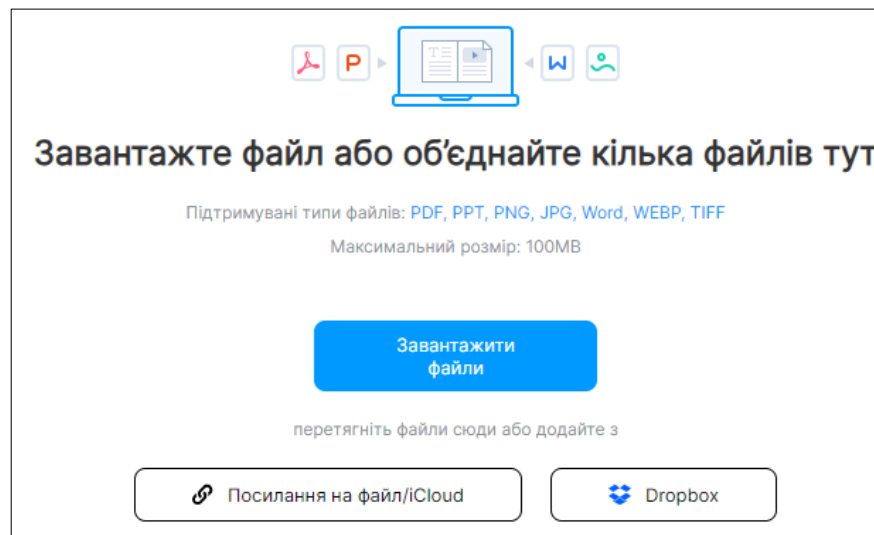 Завантажте файл або об’єднайте кілька файлів тут
Підтримувані типи файлів: PDF, PPT, PNG, JPG, Word, WEBP, TIFF
Максимальний розмір: 100MB
Завантажити
файли
перетягніть файли сюди або додайте з
Посилання на файл/iCloud
Dropbox